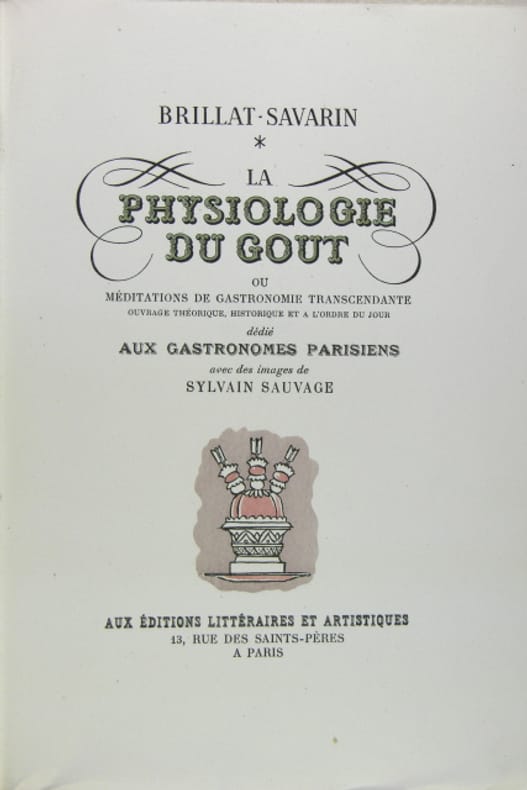 BRILLAT-SAVARIN
*
LA
PHYSIOLOGIE
DU GOUT
OU
MÉDITATIONS DE GASTRONOMIE TRANSCENDANTE
OUVRAGE THÉORIQUE, HISTORIQUE ET A L'ORDRE DU JOUR
dédié
AUX GASTRONOMES PARISIENS
avec des images de
SYLVAIN SAUVAGE
AUX ÉDITIONS LITTÉRAIRES ET ARTISTIQUES
13, RUE DES SAINTS-PÈRES
A PARIS